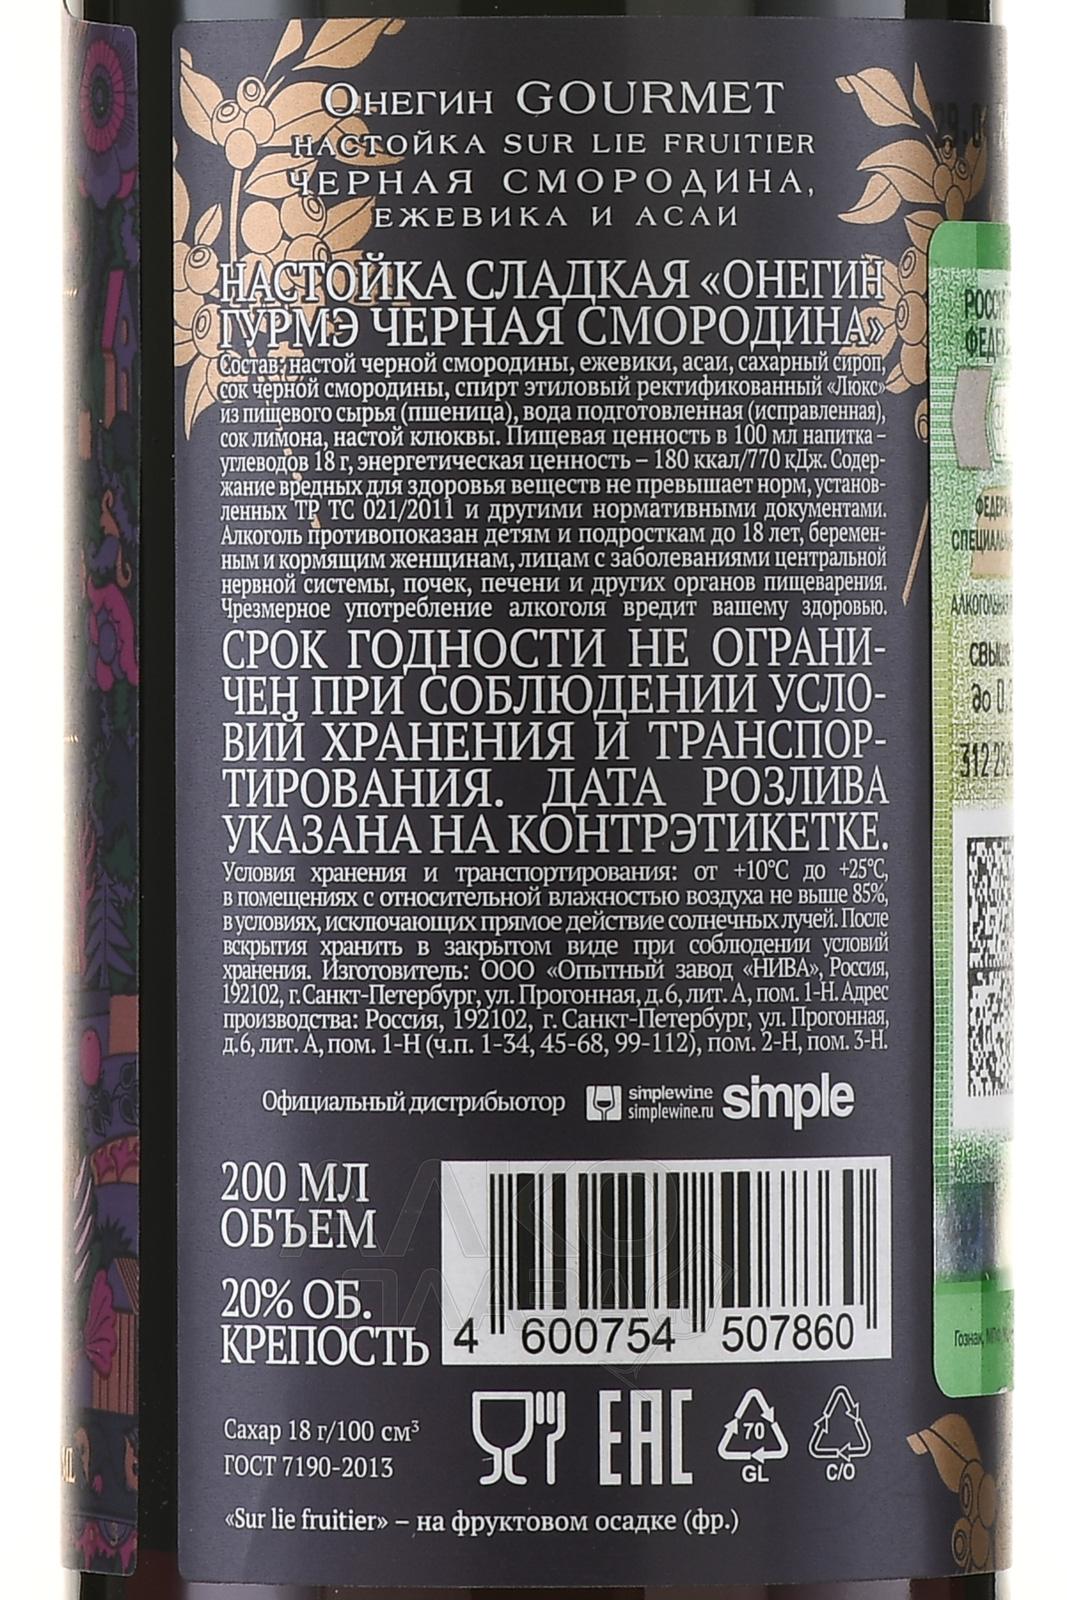 Онегин GOURMET
НАСТОЙКА SUR LIE FRUITIER
ЧЕРНАЯ СМОРОДИНА,
ЕЖЕВИКА И АСАИ
НАСТОЙКА СЛАДКАЯ «ОНЕГИН
ГУРМЭ ЧЕРНАЯ СМОРОДИНА»
Состав: настой черной смородины, ежевики, асаи, сахарный сироп,
сок черной смородины, спирт этиловый ректификованный «Люкс»
из пищевого сырья (пшеница), вода подготовленная (исправленная),
сок лимона, настой клюквы. Пищевая ценность в 100 мл напитка –
углеводов 18 г, энергетическая ценность – 180 ккал/770 кДж. Содер-
жание вредных для здоровья веществ не превышает норм, установ-
ленных ТР ТС 021/2011 и другими нормативными документами.
Алкоголь противопоказан детям и подросткам до 18 лет, беремен-
ным и кормящим женщинам, лицам с заболеваниями центральной
нервной системы, почек, печени и других органов пищеварения.
Чрезмерное употребление алкоголя вредит вашему здоровью.
СРОК ГОДНОСТИ НЕ ОГРАНИ-
ЧЕН ПРИ СОБЛЮДЕНИИ УСЛО-
ВИЙ ХРАНЕНИЯ И ТРАНСПОР-
ТИРОВАНИЯ. ДАТА РОЗЛИВА
УКАЗАНА НА КОНТРЭТИКЕТКЕ.
Условия хранения и транспортирования: от +10°С до +25°С,
в помещениях с относительной влажностью воздуха не выше 85%,
в условиях, исключающих прямое действие солнечных лучей. После
вскрытия хранить в закрытом виде при соблюдении условий
хранения. Изготовитель: ООО «Опытный завод «НИВА», Россия,
192102, г. Санкт-Петербург, ул. Прогонная, д. 6, лит. А, пом. 1-Н. Адрес
производства: Россия, 192102, г. Санкт-Петербург, ул. Прогонная,
д. 6, лит. А, пом. 1-Н (ч.п. 1-34, 45-68, 99-112), пом. 2-Н, пом. 3-Н.
Официальный дистрибьютор
simplewine
simplewine.ru
simple
200 МЛ
ОБЪЕМ
20% ОБ.
КРЕПОСТЬ
4 600754 507860
Сахар 18 г/100 см³
ГОСТ 7190-2013
EAC
70
GL
C/O
«Sur lie fruitier» – на фруктовом осадке (фр.)
АЛКО
ПЛАЗА